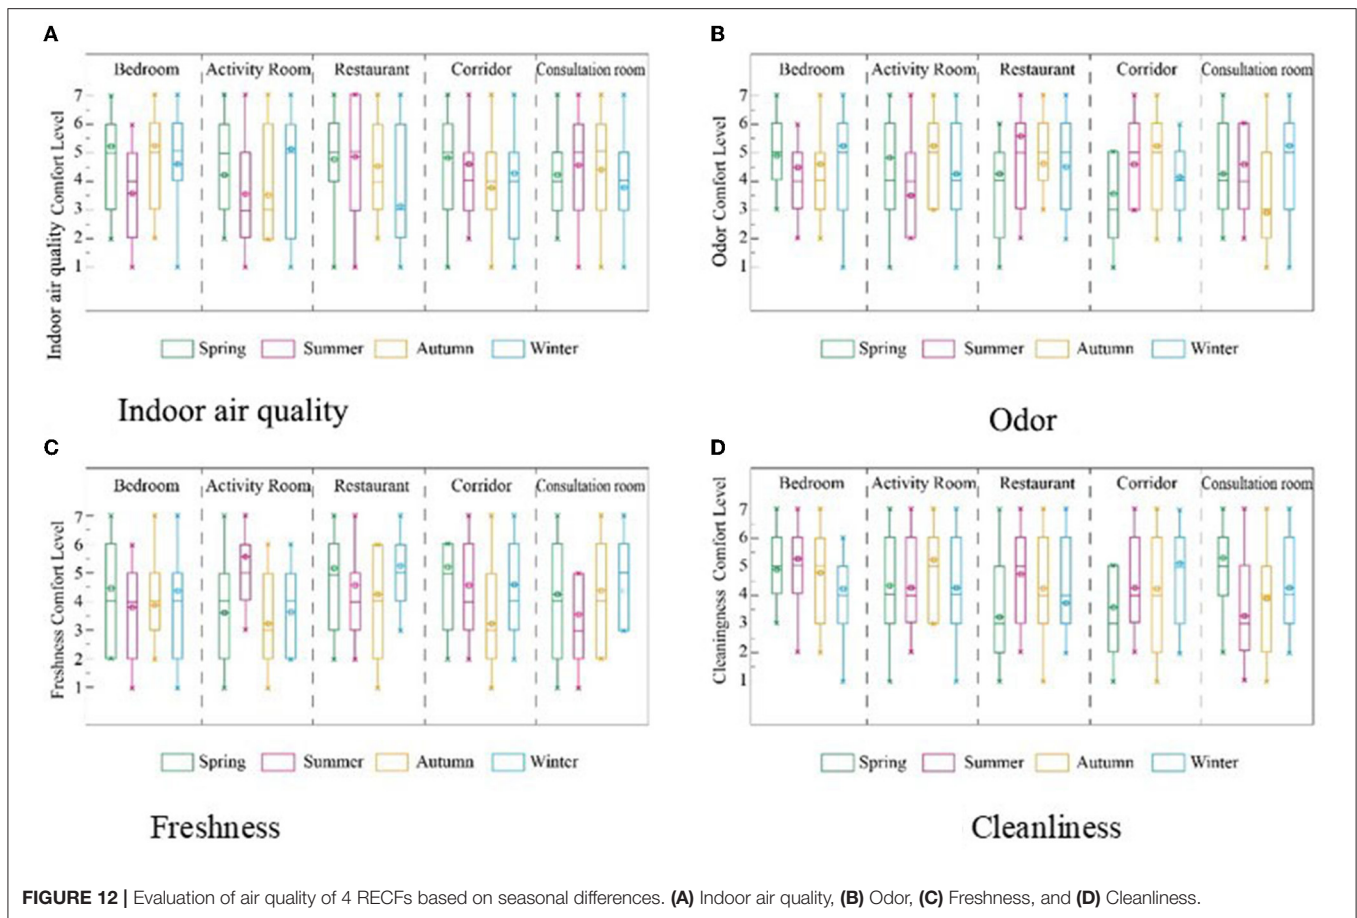 A
Bedroom Activity Room Restaurant Corridor Consultation room
Indoor air quality Comfort Level
7
6
5
4
3
2
1
Spring Summer Autumn Winter
Indoor air quality
B
Bedroom Activity Room Restaurant Corridor Consultation room
Odor Comfort Level
7
6
5
4
3
2
1
Spring Summer Autumn Winter
Odor
C
Bedroom Activity Room Restaurant Corridor Consultation room
Freshness Comfort Level
7
6
5
4
3
2
1
Spring Summer Autumn Winter
Freshness
D
Bedroom Activity Room Restaurant Corridor Consultation room
Cleaningness Comfort Level
7
6
5
4
3
2
1
Spring Summer Autumn Winter
Cleanliness
FIGURE 12 | Evaluation of air quality of 4 RECFs based on seasonal differences. (A) Indoor air quality, (B) Odor, (C) Freshness, and (D) Cleanliness.